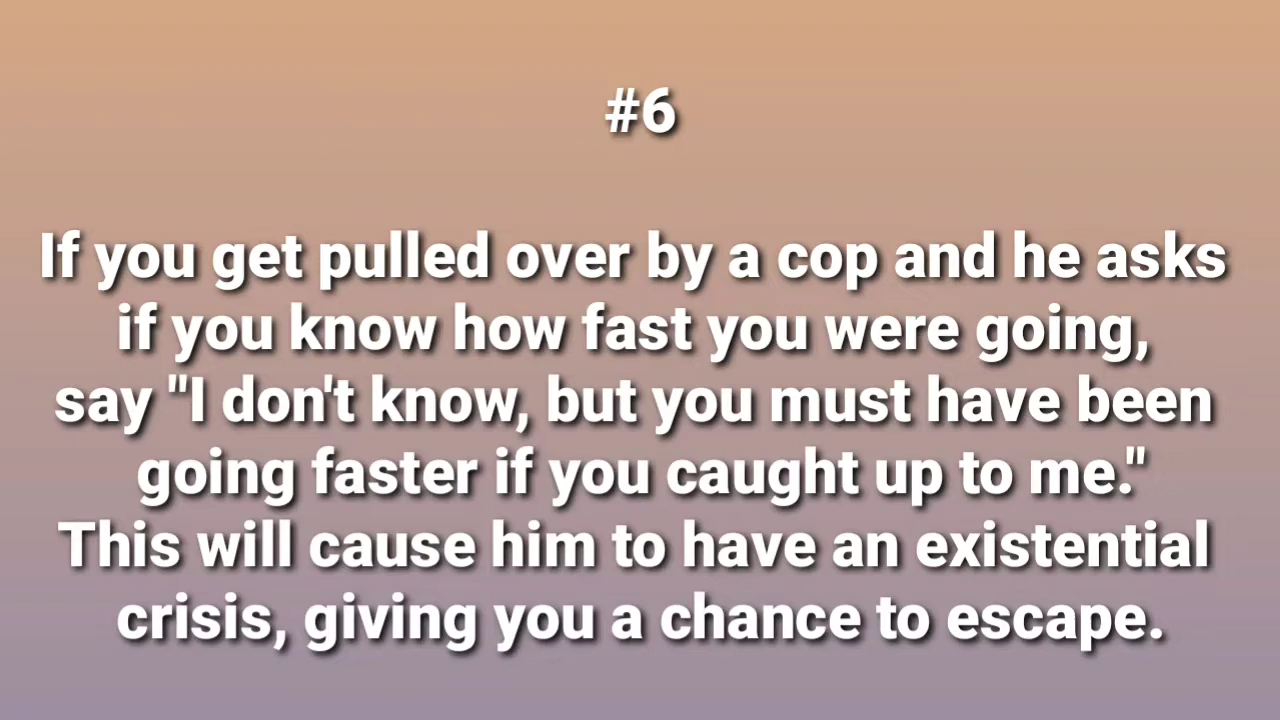 #6
If you get pulled over by a cop and he asks
if you know how fast you were going,
say "I don't know, but you must have been
going faster if you caught up to me."
This will cause him to have an existential
crisis, giving you a chance to escape.